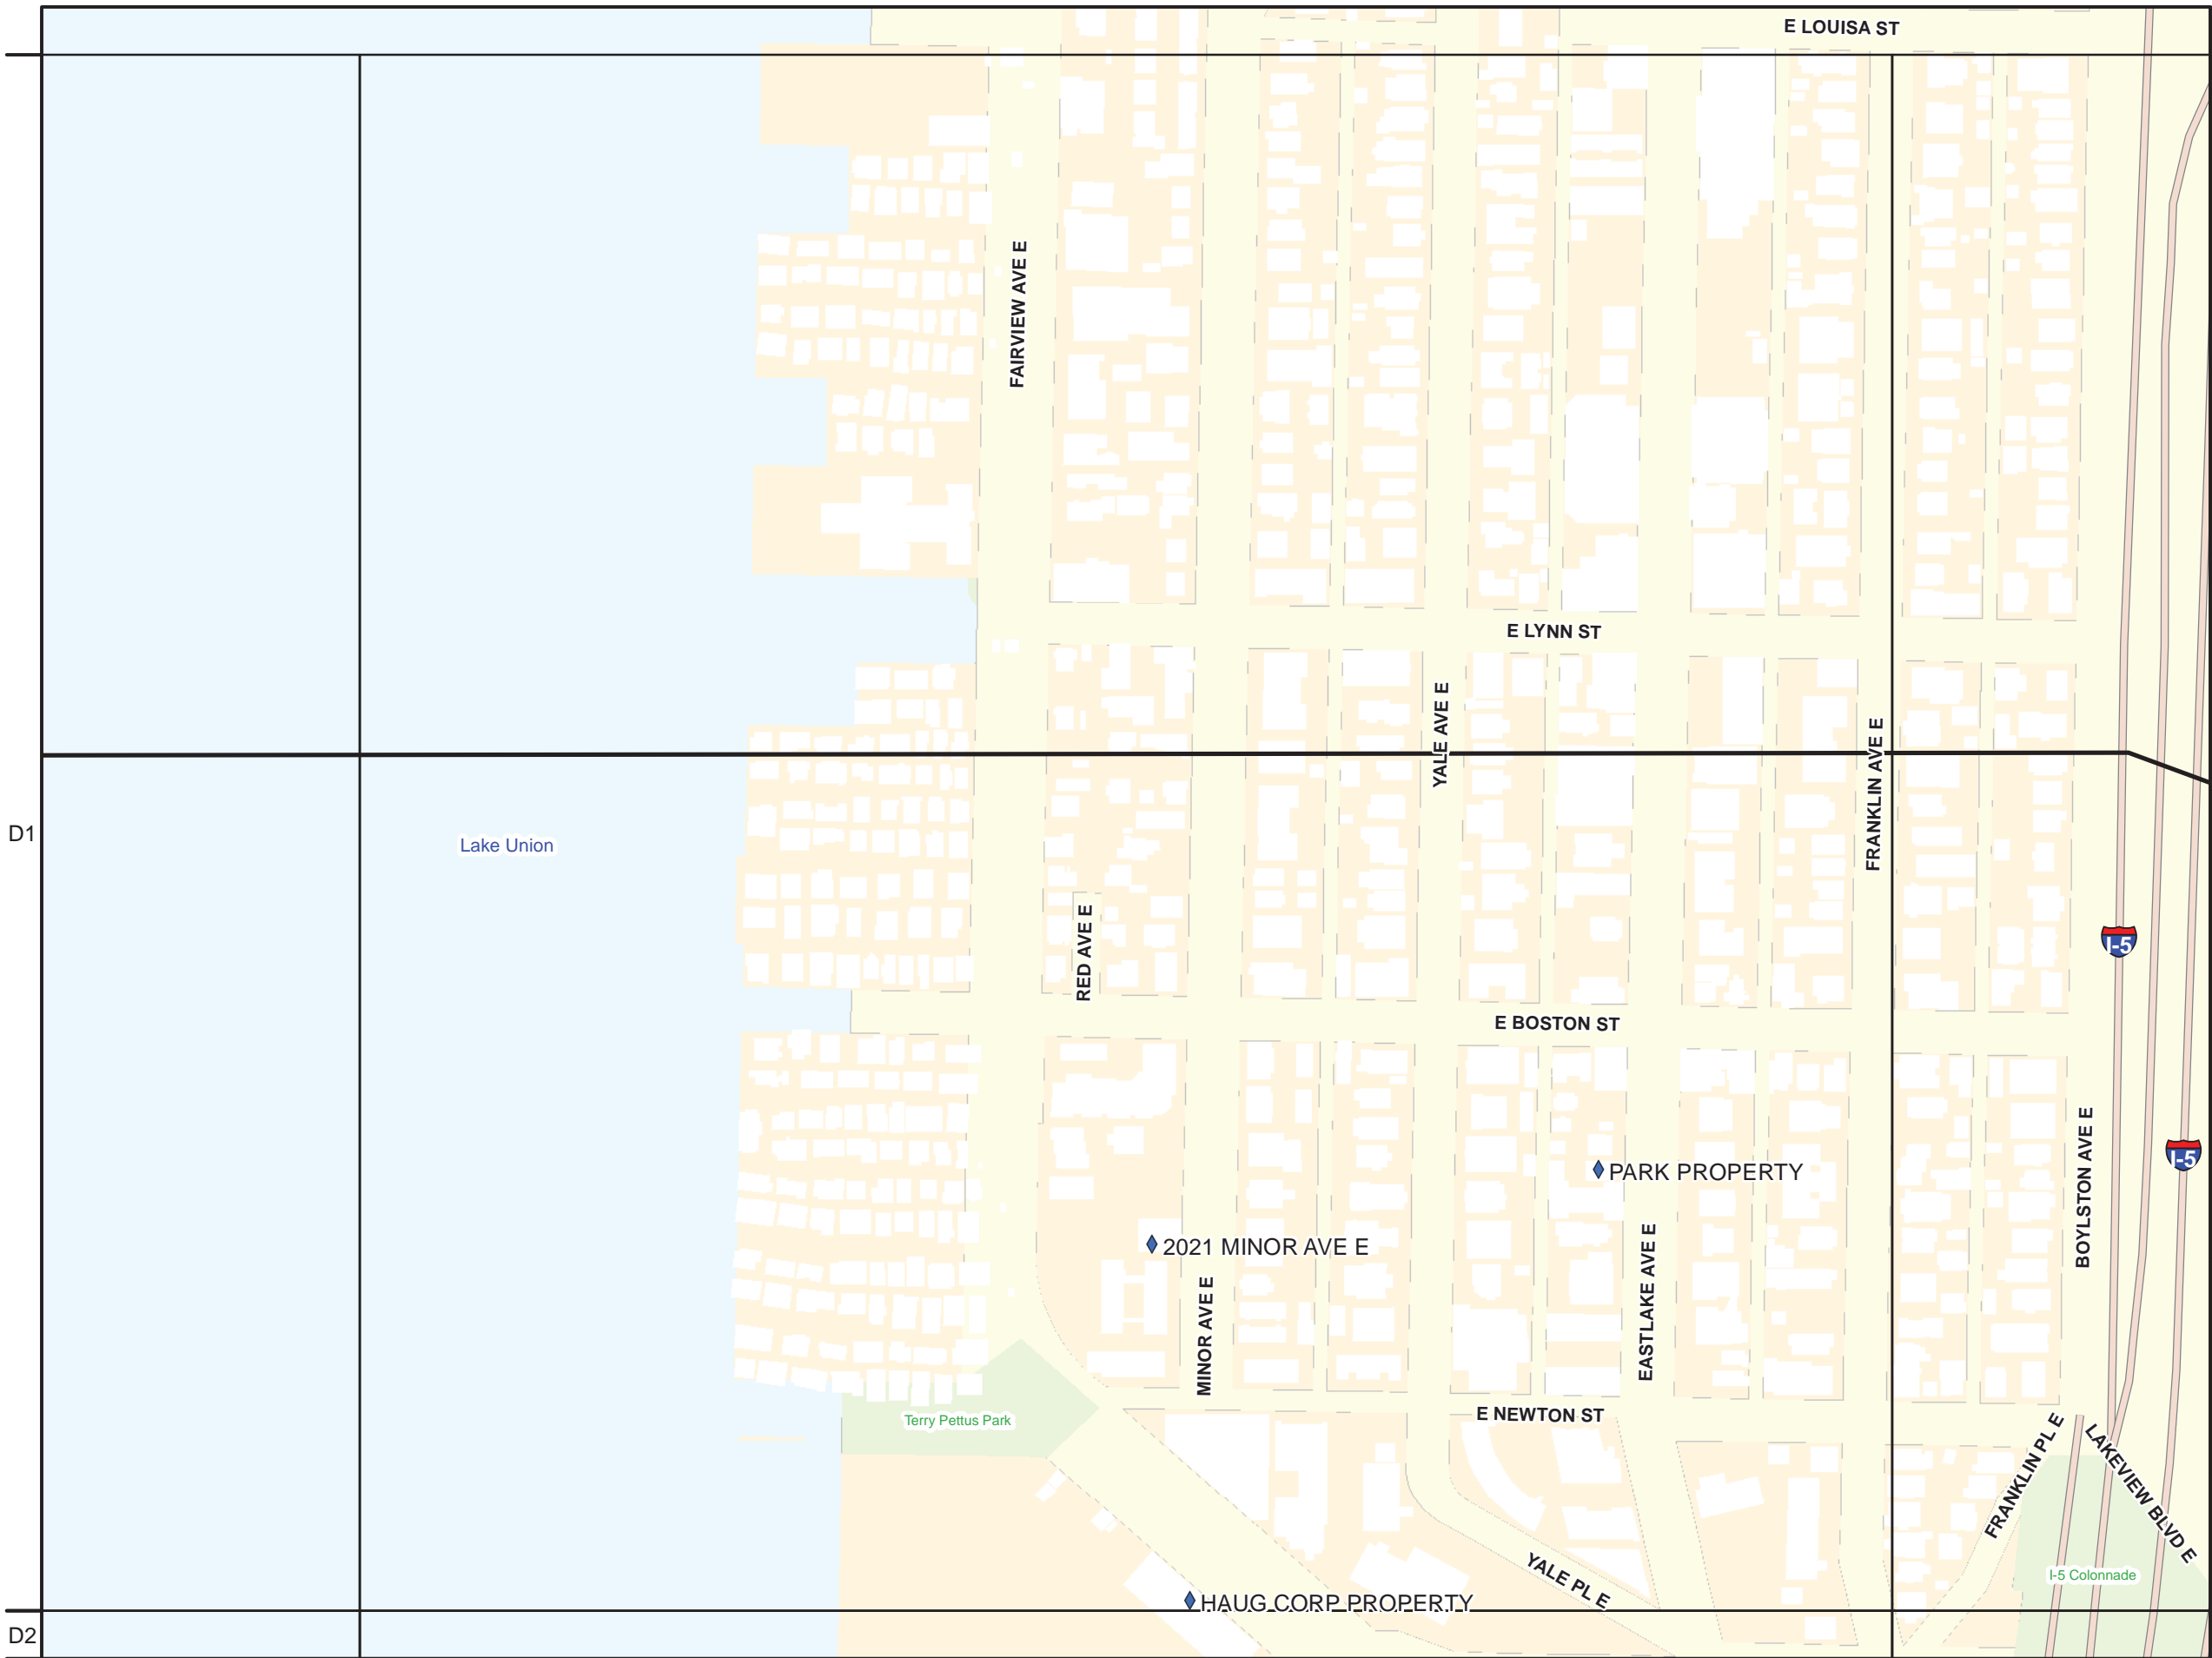 E LOUISA ST
FAIRVIEW AVE E
E LYNN ST
YALE AVE E
FRANKLIN AVE E
D1
Lake Union
RED AVE E
I-5
E BOSTON ST
BOYLSTON AVE E
I-5
PARK PROPERTY
2021 MINOR AVE E
MINOR AVE E
EASTLAKE AVE E
Terry Pettus Park
E NEWTON ST
FRANKLIN PL E
LAKEVIEW BLVD E
YALE PL E
I-5 Colonnade
HAUG CORP PROPERTY
D2